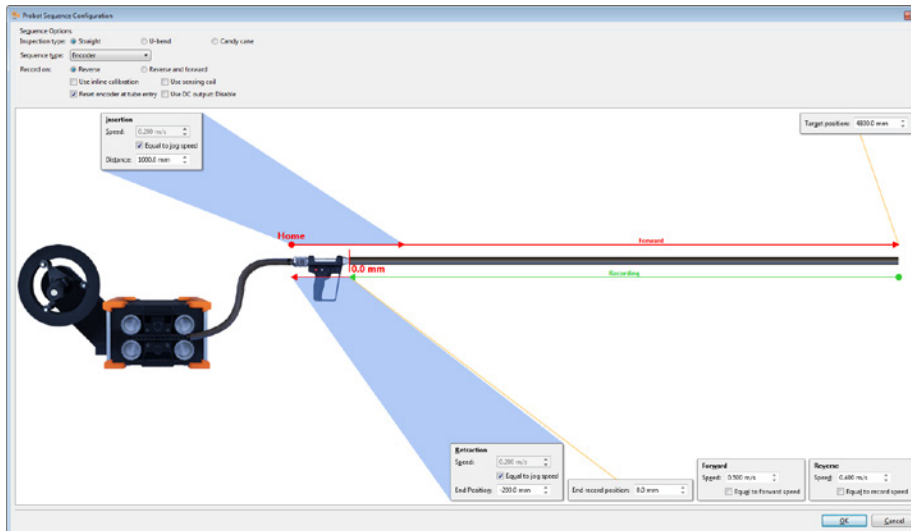 Probot Sequence Configuration
Sequence Options
Inspection type: Straight U-bend Candy cane
Sequence type: Encoder
Record on: Reverse Reverse and forward
Use inline calibration Use sensing coil
Reset encoder at tube entry Use DC output: Disable
Insertion
Speed: 0.200 m/s
Equal to jog speed
Distance: 1000.0 mm
Target position: 4800.0 mm
Home
Forward
0.0 mm
Recording
Retraction
Speed: 0.200 m/s
Equal to jog speed
End Position: -200.0 mm
End record position: 0.0 mm
Forward
Speed: 0.500 m/s
Equal to forward speed
Reverse
Speed: 0.400 m/s
Equal to record speed
OK Cancel